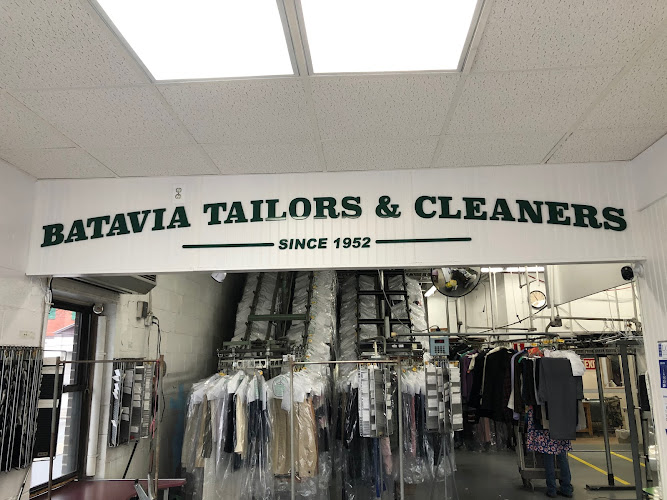 BATAVIA TAILORS & CLEANERS
SINCE 1952